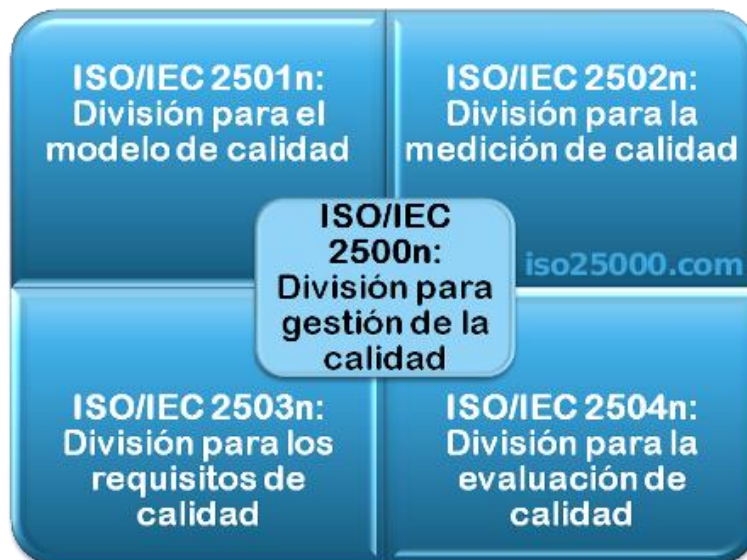 ISO/IEC 2501n:
División para el
modelo de calidad
ISO/IEC 2502n:
División para la
medición de calidad
ISO/IEC
2500n:
División para
gestión de la
calidad
iso25000.com
ISO/IEC 2503n:
División para los
requisitos de
calidad
ISO/IEC 2504n:
División para la
evaluación de
calidad